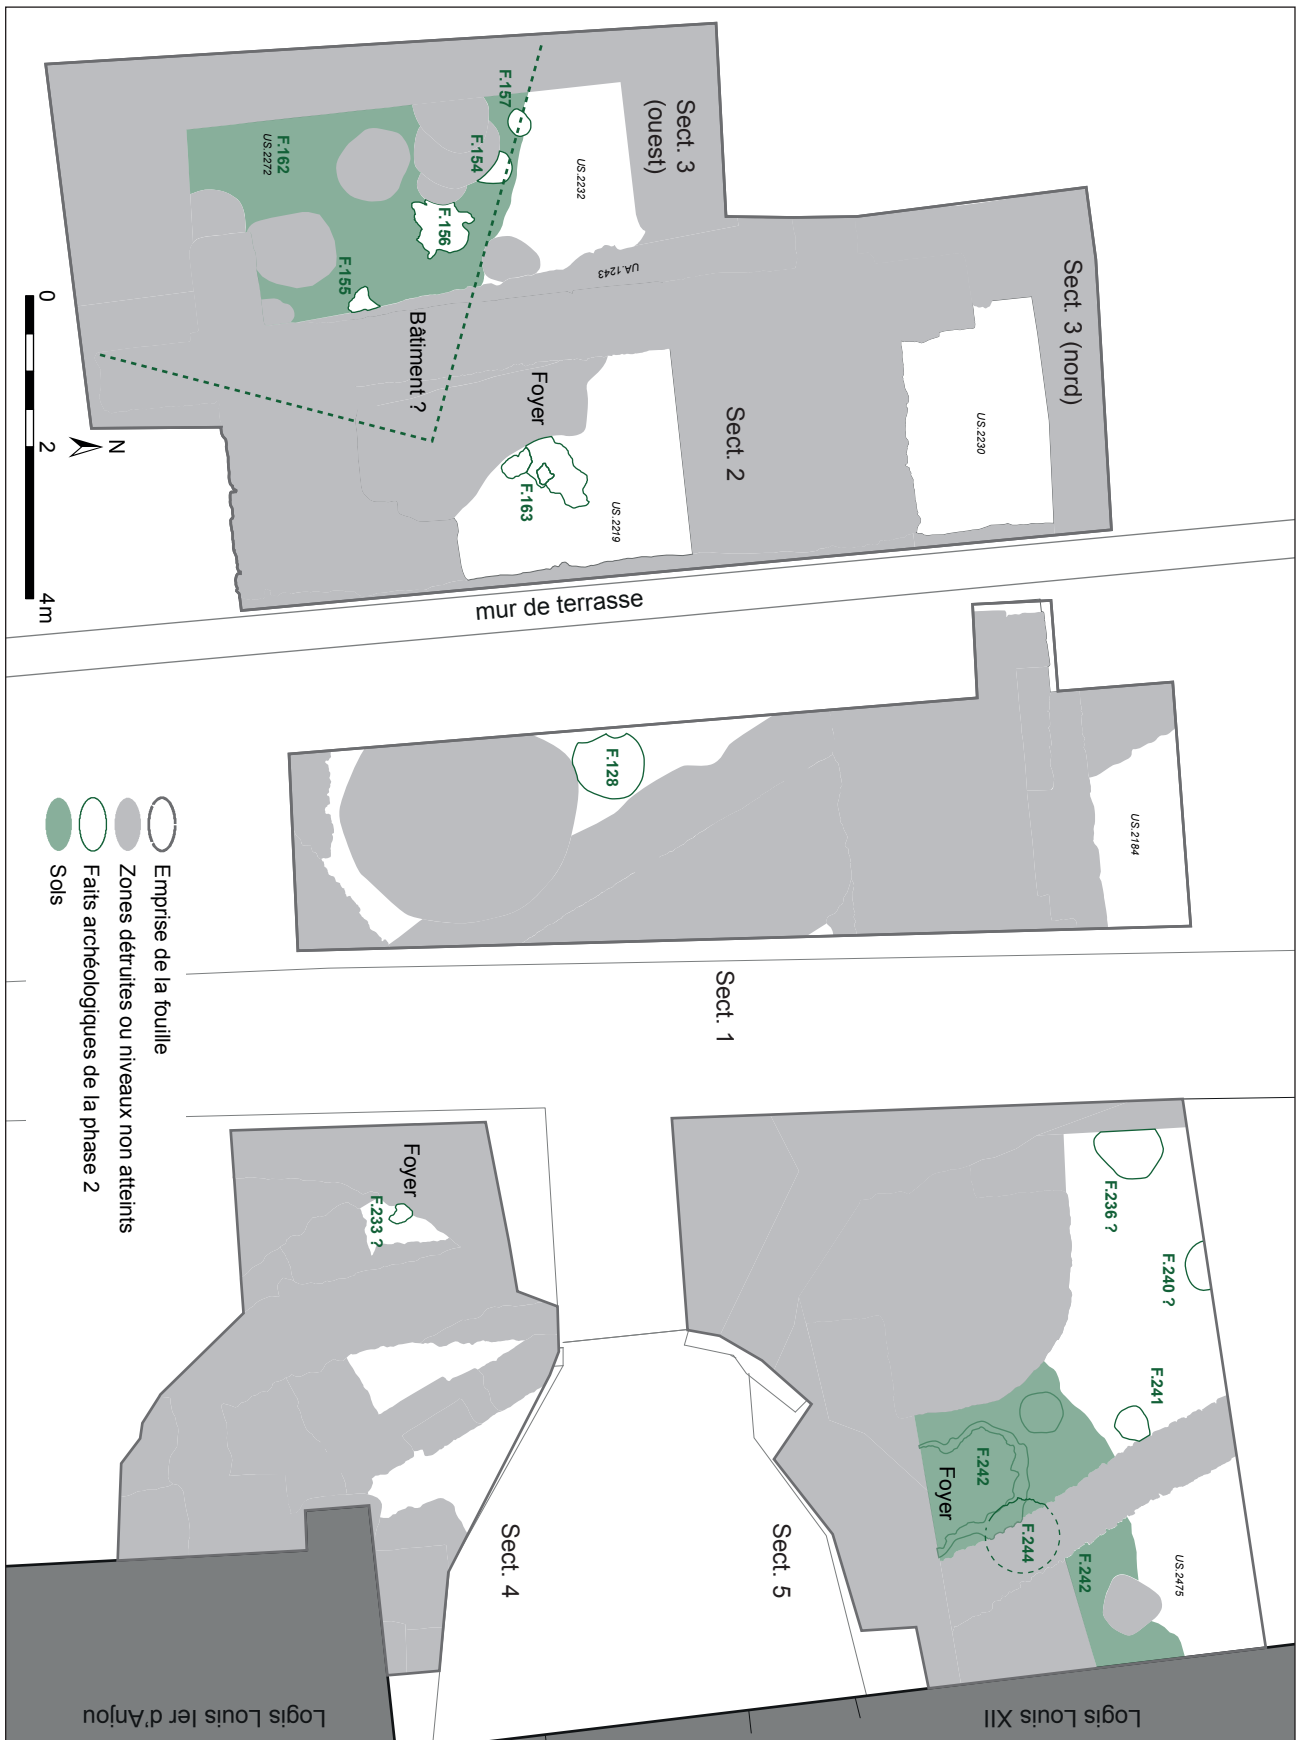 Sect. 3
(ouest)
Sect. 3 (nord)
US.2232
US.2230
F.157
F.154
F.162
US.2272
F.156
F.155
UA.1243
Bâtiment ?
Foyer
F.163
US.2219
Sect. 2
0
2
4m
N
mur de terrasse
F.128
US.2184
Sect. 1
Emprise de la fouille
Zones détruites ou niveaux non atteints
Faits archéologiques de la phase 2
Sols
Foyer
F.233 ?
Sect. 4
F.236 ?
F.240 ?
F.241
F.242
Foyer
F.244
F.242
US.2475
Sect. 5
Logis Louis Ier d'Anjou
Logis Louis XII